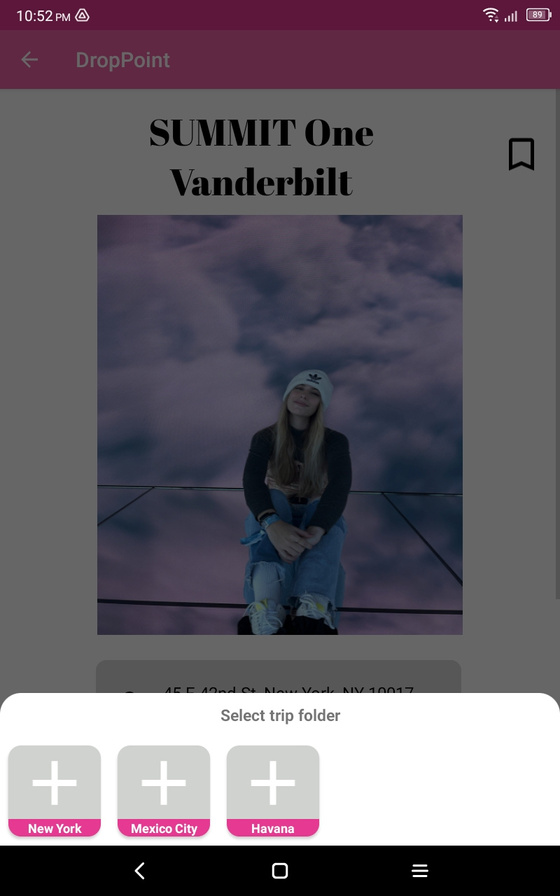 10:52 PM
89
DropPoint
SUMMIT One
Vanderbilt
45 E 42nd St, New York, NY 10017
Select trip folder
New York
Mexico City
Havana